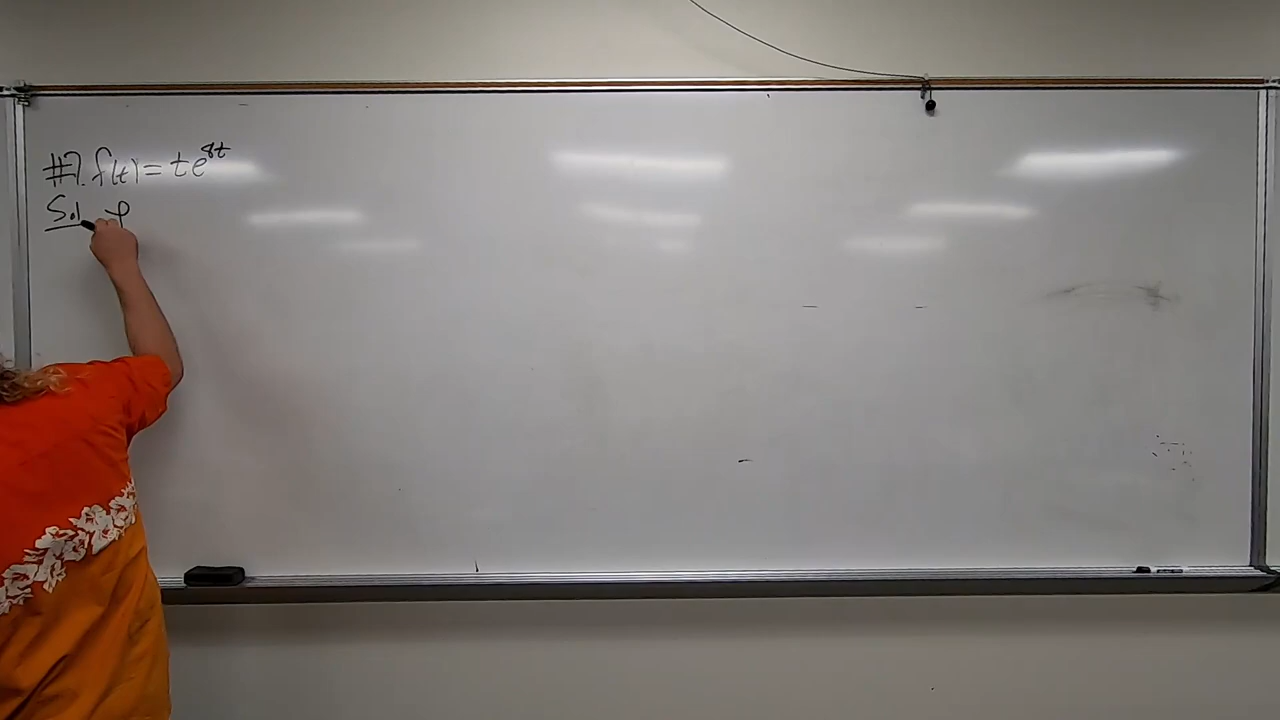 #7. f(t) = te^{8t}
Sol